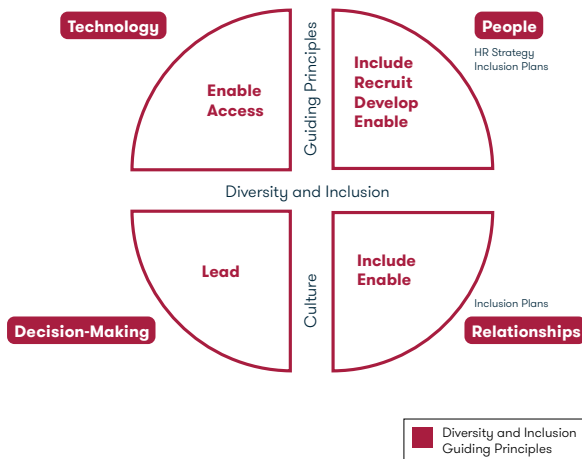 Technology
People
HR Strategy
Inclusion Plans
Enable
Access
Guiding Principles
Include
Recruit
Develop
Enable
Diversity and Inclusion
Lead
Culture
Include
Enable
Inclusion Plans
Decision-Making
Relationships
Diversity and Inclusion
Guiding Principles